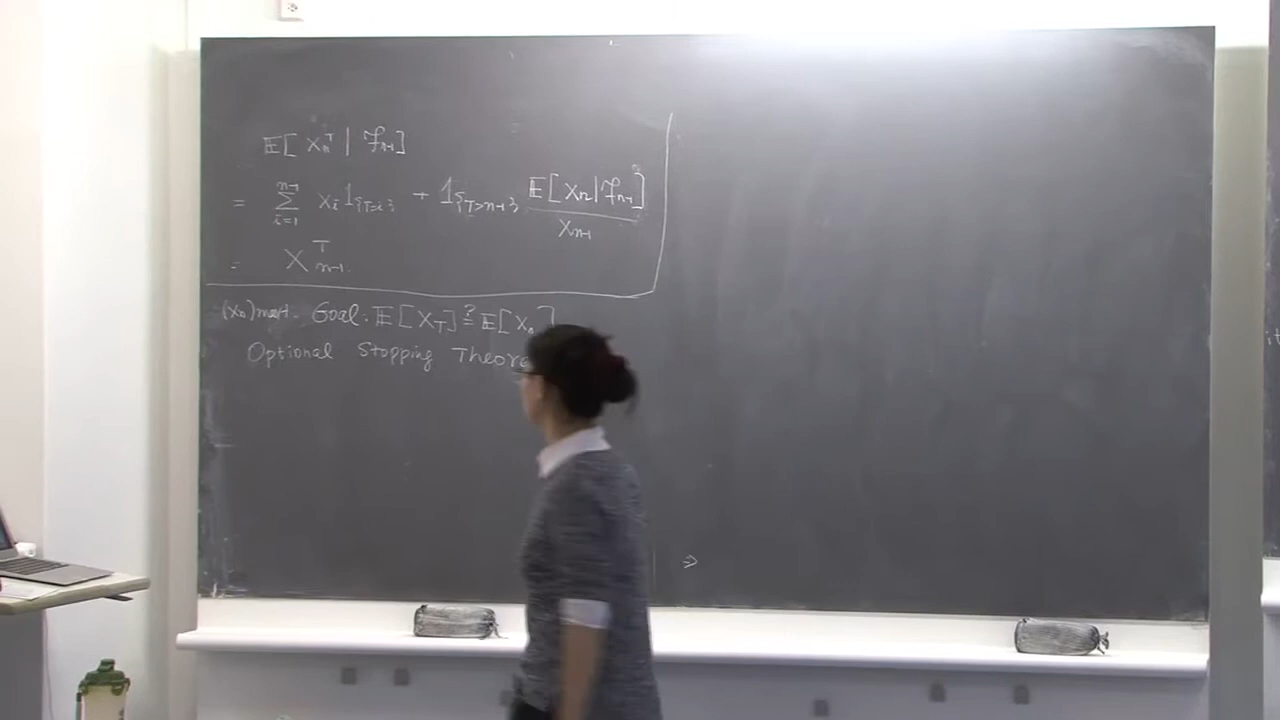 𝔼[ X_n^T | ℱ_{n-1} ]
= Σ_{i=1}^{n-1} X_i 1_{{T=i}} + 1_{{T>n-1}} 𝔼[ X_n | ℱ_{n-1} ]
X_{n-1}
= X_{n-1}^T
(X_n) mart. Goal. 𝔼[ X_T ] ?= 𝔼[ X_0 ]
Optional Stopping
⇒